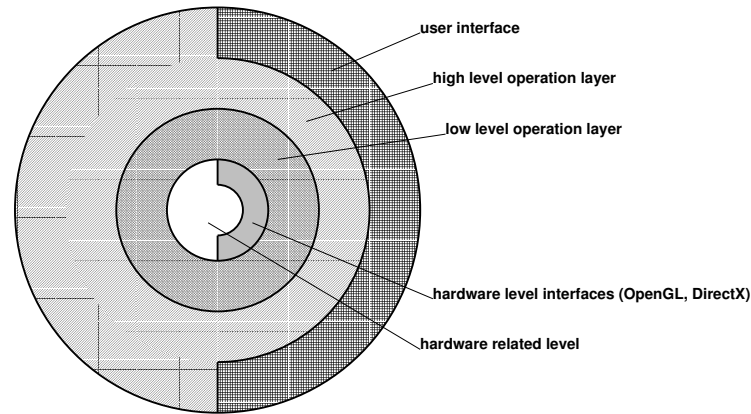 user interface
high level operation layer
low level operation layer
hardware level interfaces (OpenGL, DirectX)
hardware related level